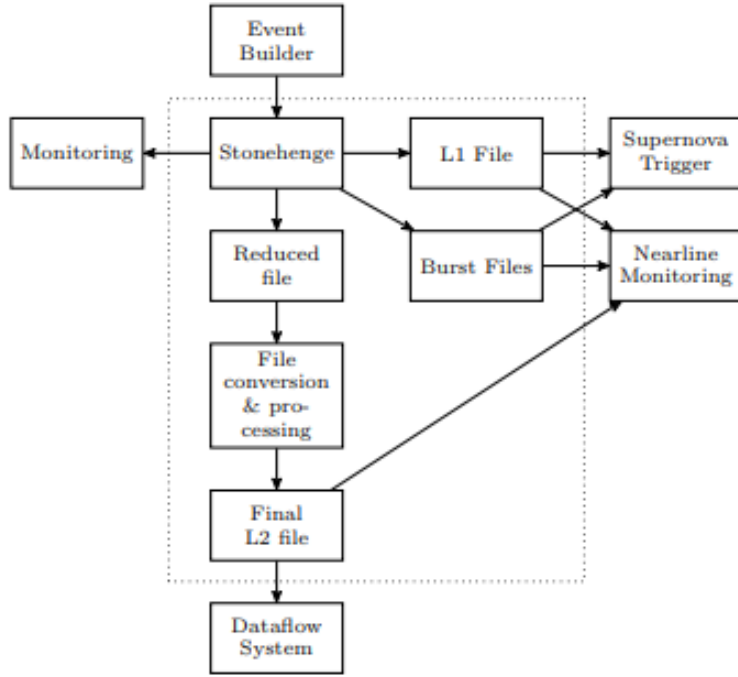 Event
Builder
Monitoring
Stonehenge
L1 File
Supernova
Trigger
Reduced
file
Burst Files
Nearline
Monitoring
File
conversion
& pro-
cessing
Final
L2 file
Dataflow
System